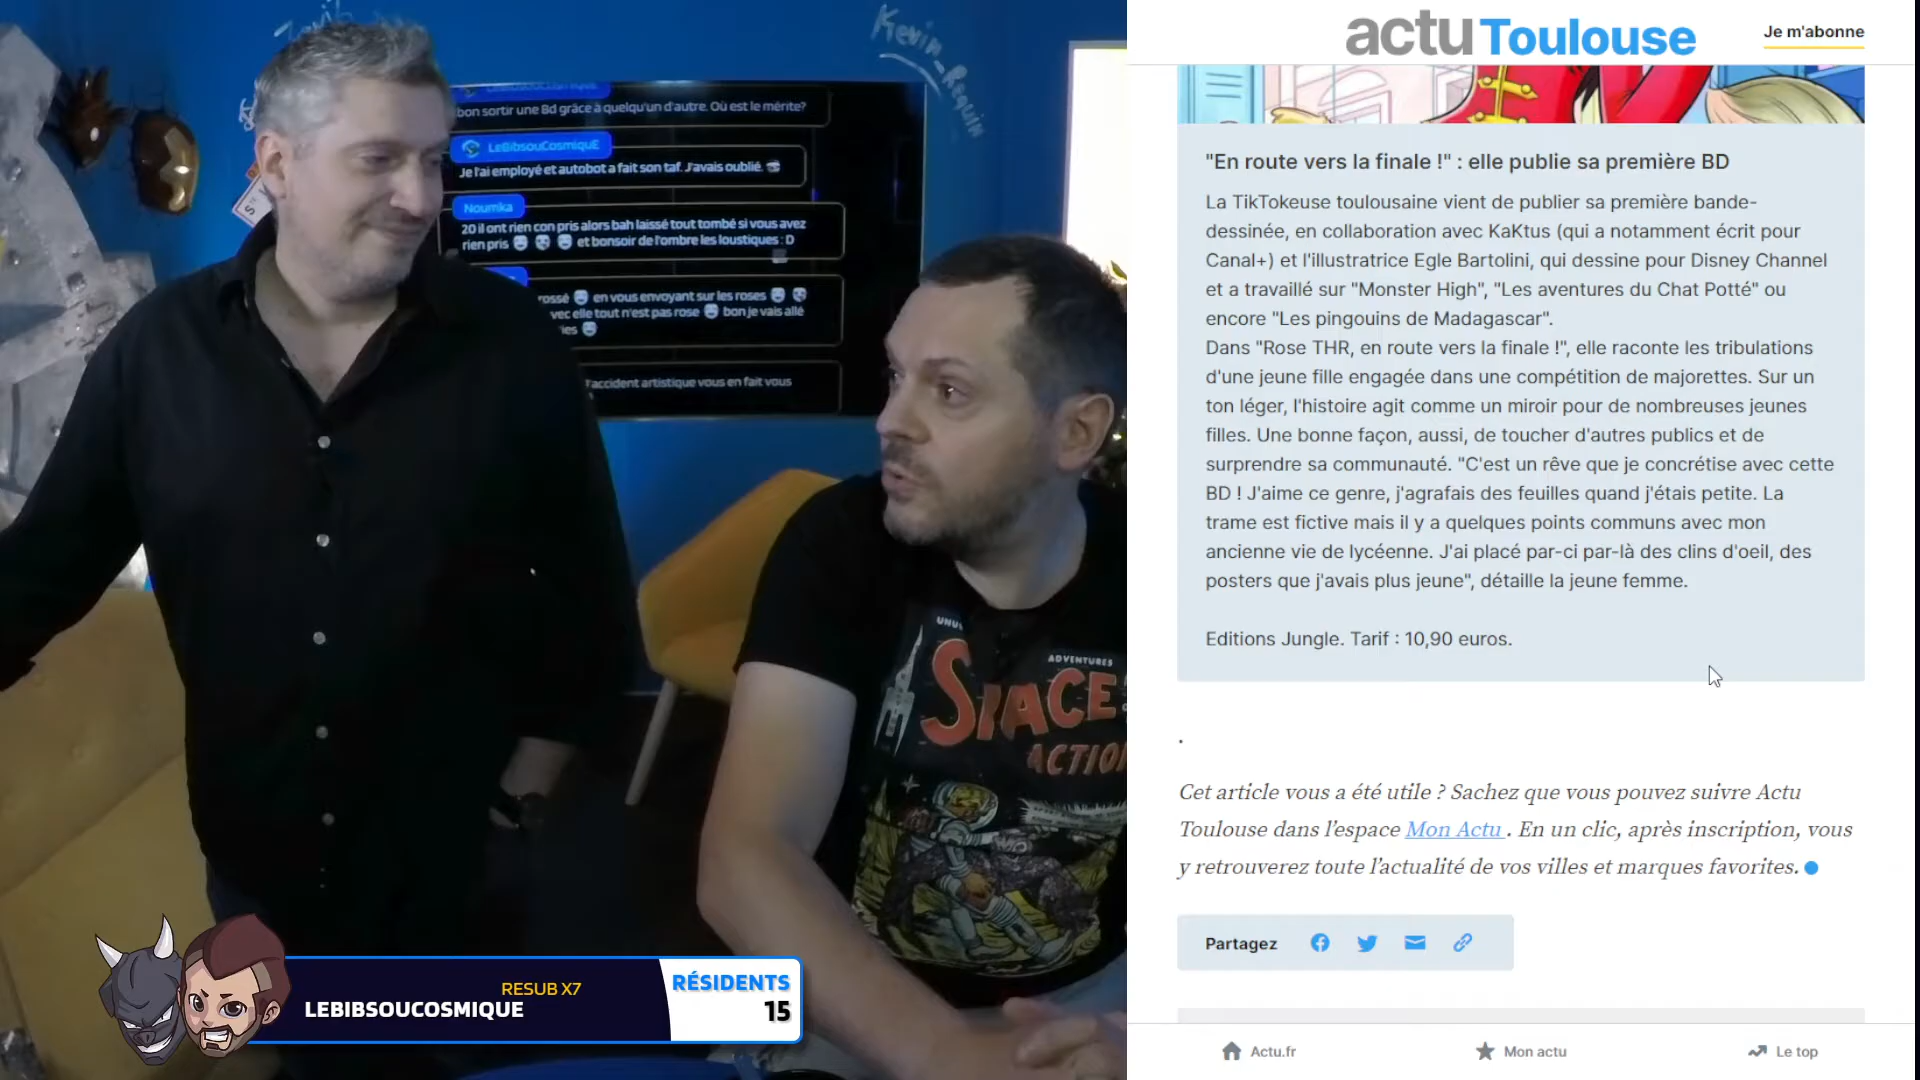 Kevin_Requin
bon sortir une Bd grâce à quelqu'un d'autre. Où est le mérite?
LeBibsouCosmiquE
Je l'ai employé et autobot a fait son taf. J'avais oublié.
Noumka
20 il ont rien con pris alors bah laissé tout tombé si vous avez
rien pris et bonsoir de l'ombre les loustiques : D
rossé en vous envoyant sur les roses
vec elle tout n'est pas rose bon je vais allé
ies
l'accident artistique vous en fait vous
ADVENTURES
SPACE
ACTION
RESUB X7
LEBIBSOUCOSMIQUE
RÉSIDENTS
15
actu Toulouse
Je m'abonne
"En route vers la finale !" : elle publie sa première BD
La TikTokeuse toulousaine vient de publier sa première bande-
dessinée, en collaboration avec KaKtus (qui a notamment écrit pour
Canal+) et l'illustratrice Egle Bartolini, qui dessine pour Disney Channel
et a travaillé sur "Monster High", "Les aventures du Chat Potté" ou
encore "Les pingouins de Madagascar".
Dans "Rose THR, en route vers la finale !", elle raconte les tribulations
d'une jeune fille engagée dans une compétition de majorettes. Sur un
ton léger, l'histoire agit comme un miroir pour de nombreuses jeunes
filles. Une bonne façon, aussi, de toucher d'autres publics et de
surprendre sa communauté. "C'est un rêve que je concrétise avec cette
BD ! J'aime ce genre, j'agrafais des feuilles quand j'étais petite. La
trame est fictive mais il y a quelques points communs avec mon
ancienne vie de lycéenne. J'ai placé par-ci par-là des clins d'oeil, des
posters que j'avais plus jeune", détaille la jeune femme.
Editions Jungle. Tarif : 10,90 euros.
.
Cet article vous a été utile ? Sachez que vous pouvez suivre Actu
Toulouse dans l’espace Mon Actu . En un clic, après inscription, vous
y retrouverez toute l’actualité de vos villes et marques favorites.
Partagez
Actu.fr
Mon actu
Le top